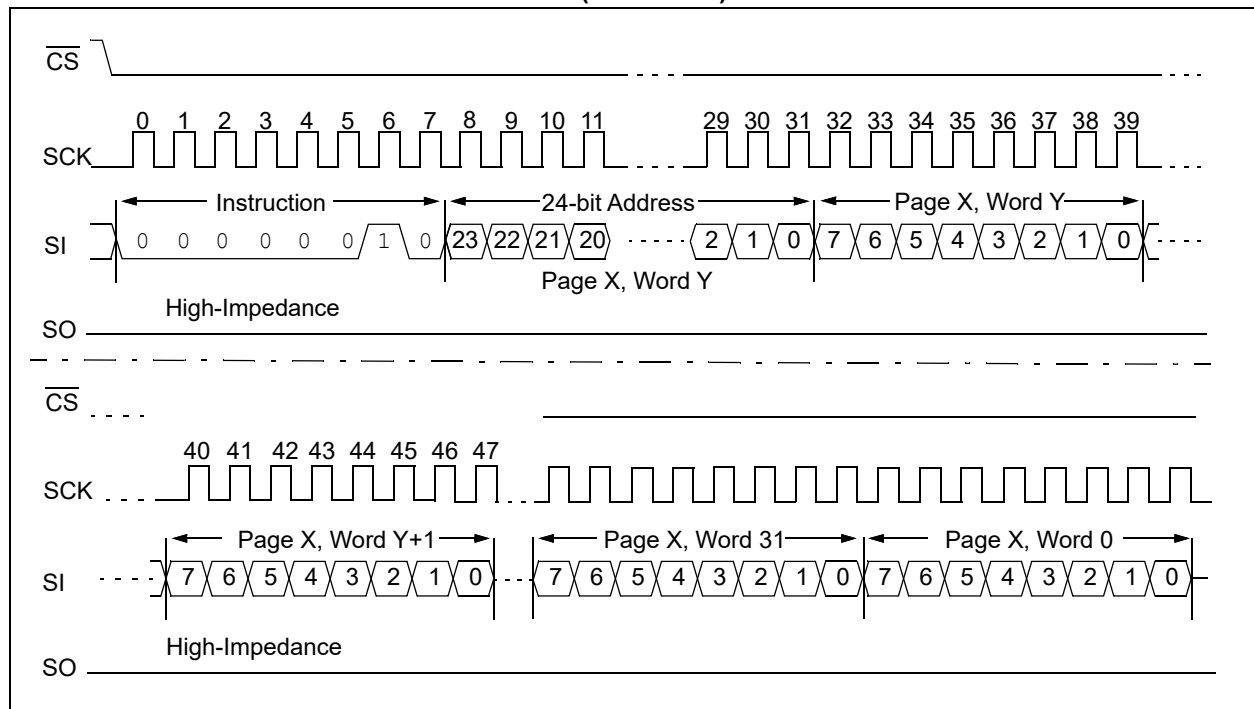 CS
0 1 2 3 4 5 6 7 8 9 10 11 29 30 31 32 33 34 35 36 37 38 39
SCK
Instruction 24-bit Address Page X, Word Y
SI 0 0 0 0 0 0 1 0 23 22 21 20 2 1 0 7 6 5 4 3 2 1 0
Page X, Word Y
High-Impedance
SO
CS
40 41 42 43 44 45 46 47
SCK
Page X, Word Y+1 Page X, Word 31 Page X, Word 0
SI 7 6 5 4 3 2 1 0 7 6 5 4 3 2 1 0 7 6 5 4 3 2 1 0
High-Impedance
SO